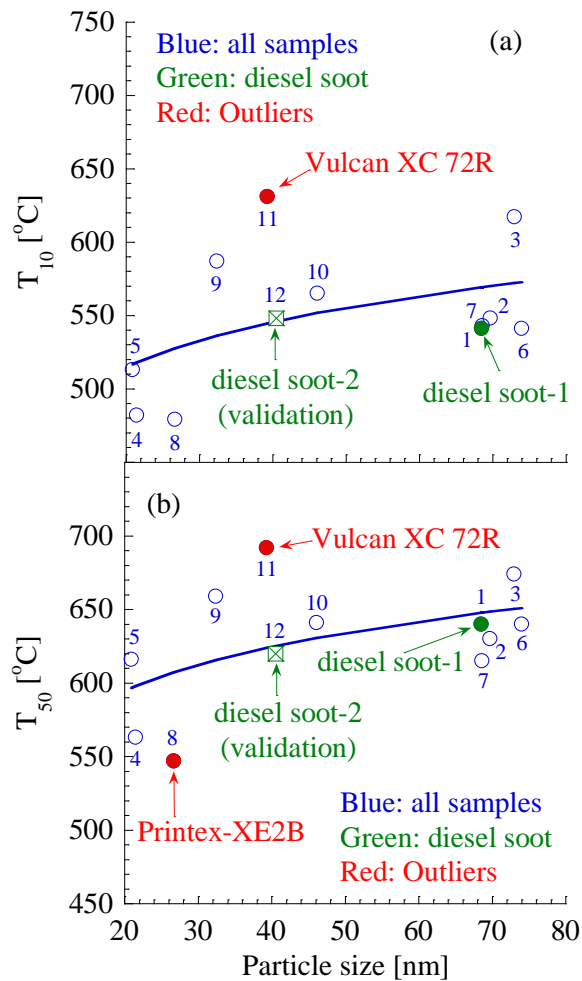 750
700
650
600
550
500
T10 [oC]
Blue: all samples
Green: diesel soot
Red: Outliers
(a)
Vulcan XC 72R
11
3
9
10
12
7
2
5
1
6
diesel soot-2
(validation)
diesel soot-1
4
8
(b)
700
650
600
550
500
450
T50 [oC]
Vulcan XC 72R
11
3
9
10
1
12
5
diesel soot-1
2
6
7
diesel soot-2
(validation)
4
8
Printex-XE2B
Blue: all samples
Green: diesel soot
Red: Outliers
20 30 40 50 60 70 80
Particle size [nm]